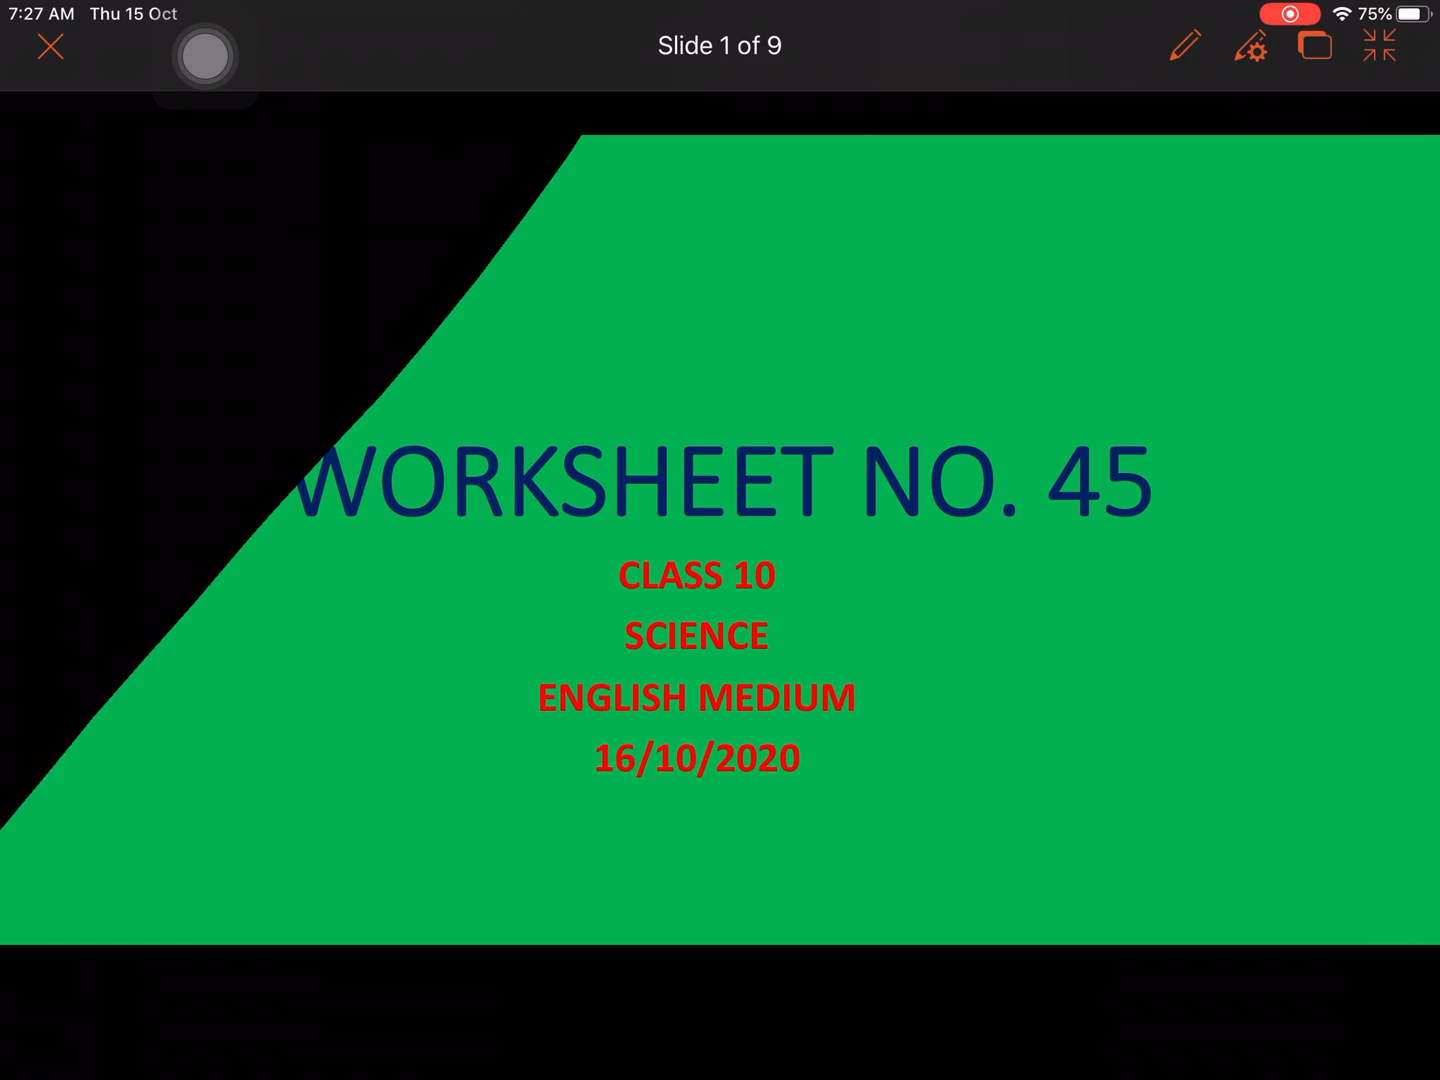 7:27 AM Thu 15 Oct
75%
Slide 1 of 9
WORKSHEET NO. 45
CLASS 10
SCIENCE
ENGLISH MEDIUM
16/10/2020